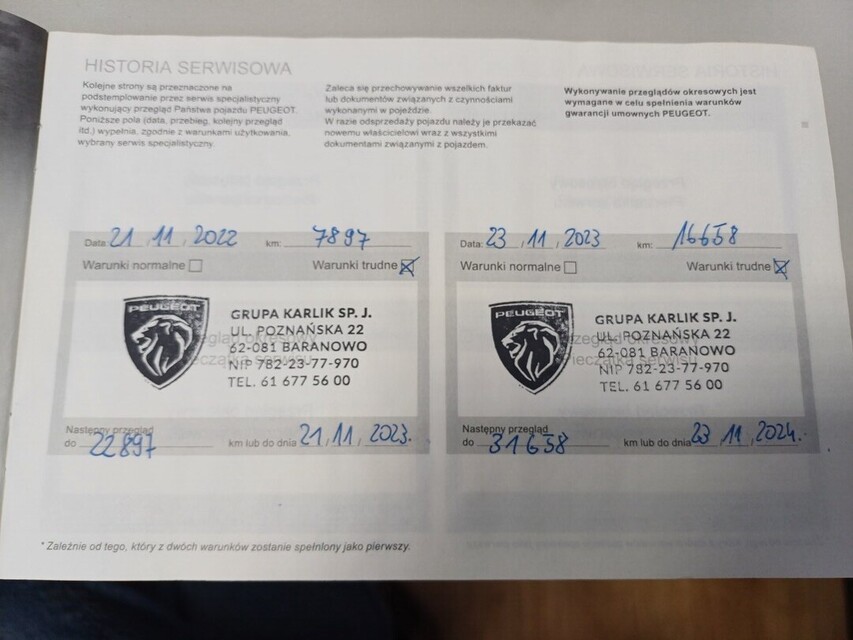 HISTORIA SERWISOWA
Kolejne strony są przeznaczone na
podstemplowanie przez serwis specjalistyczny
wykonujący przegląd Państwa pojazdu PEUGEOT.
Poniższe pola (data, przebieg, kolejny przegląd
itd.) wypełnia, zgodnie z warunkami użytkowania,
wybrany serwis specjalistyczny.
Zaleca się przechowywanie wszelkich faktur
lub dokumentów związanych z czynnościami
wykonanymi w pojeździe.
W razie odsprzedaży pojazdu należy je przekazać
nowemu właścicielowi wraz z wszystkimi
dokumentami związanymi z pojazdem.
Wykonywanie przeglądów okresowych jest
wymagane w celu spełnienia warunków
gwarancji umownych PEUGEOT.
Data: 21, 11, 2022 km: 7897
Warunki normalne Warunki trudne
PEUGEOT
GRUPA KARLIK SP. J.
UL. POZNAŃSKA 22
62-081 BARANOWO
NIP 782-23-77-970
TEL. 61 677 56 00
Następny przegląd
do 22897 km lub do dnia 21, 11, 2023.
Data: 23, 11, 2023 km: 16658
Warunki normalne Warunki trudne
PEUGEOT
GRUPA KARLIK SP. J.
UL. POZNAŃSKA 22
62-081 BARANOWO
NIP 782-23-77-970
TEL. 61 677 56 00
Następny przegląd
do 31658 km lub do dnia 23, 11, 2024.
* Zależnie od tego, który z dwóch warunków zostanie spełniony jako pierwszy.